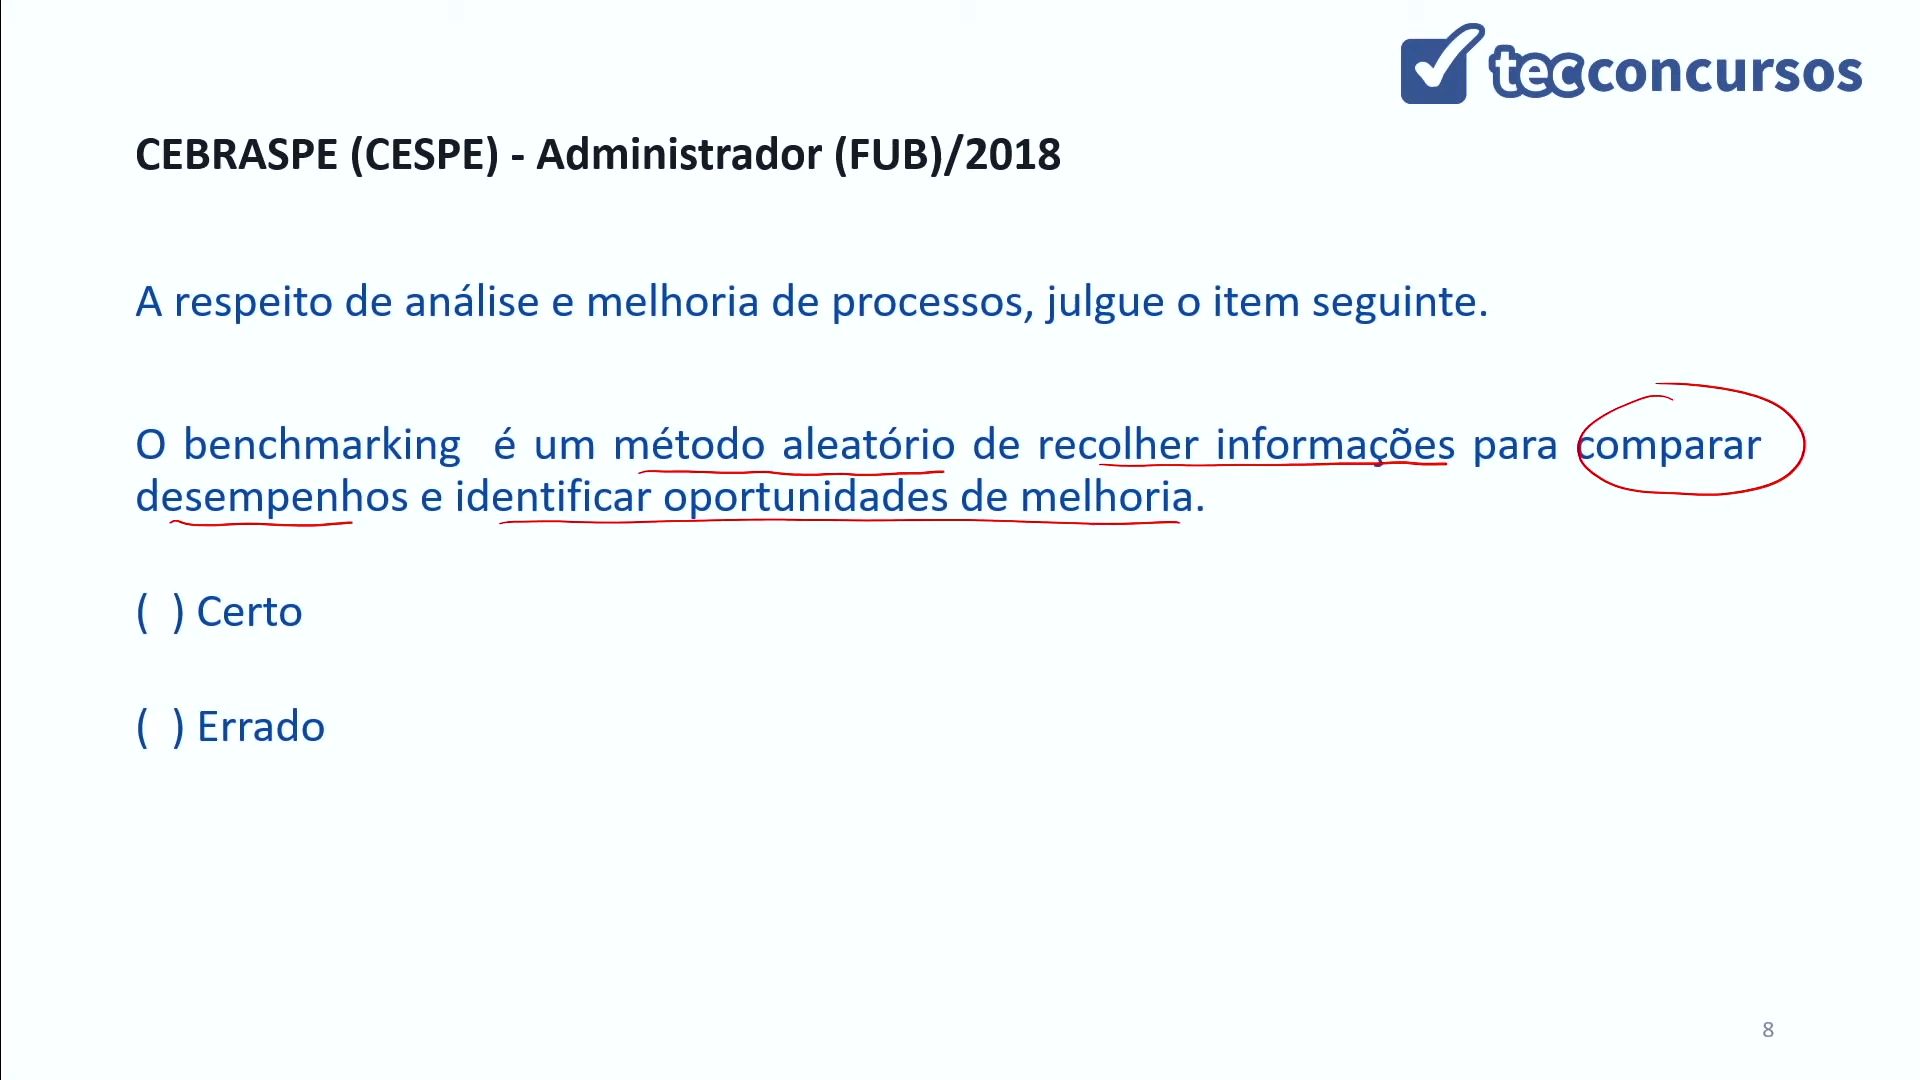 tecconcursos
CEBRASPE (CESPE) - Administrador (FUB)/2018
A respeito de análise e melhoria de processos, julgue o item seguinte.
O benchmarking é um método aleatório de recolher informações para comparar
desempenhos e identificar oportunidades de melhoria.
( ) Certo
( ) Errado
8